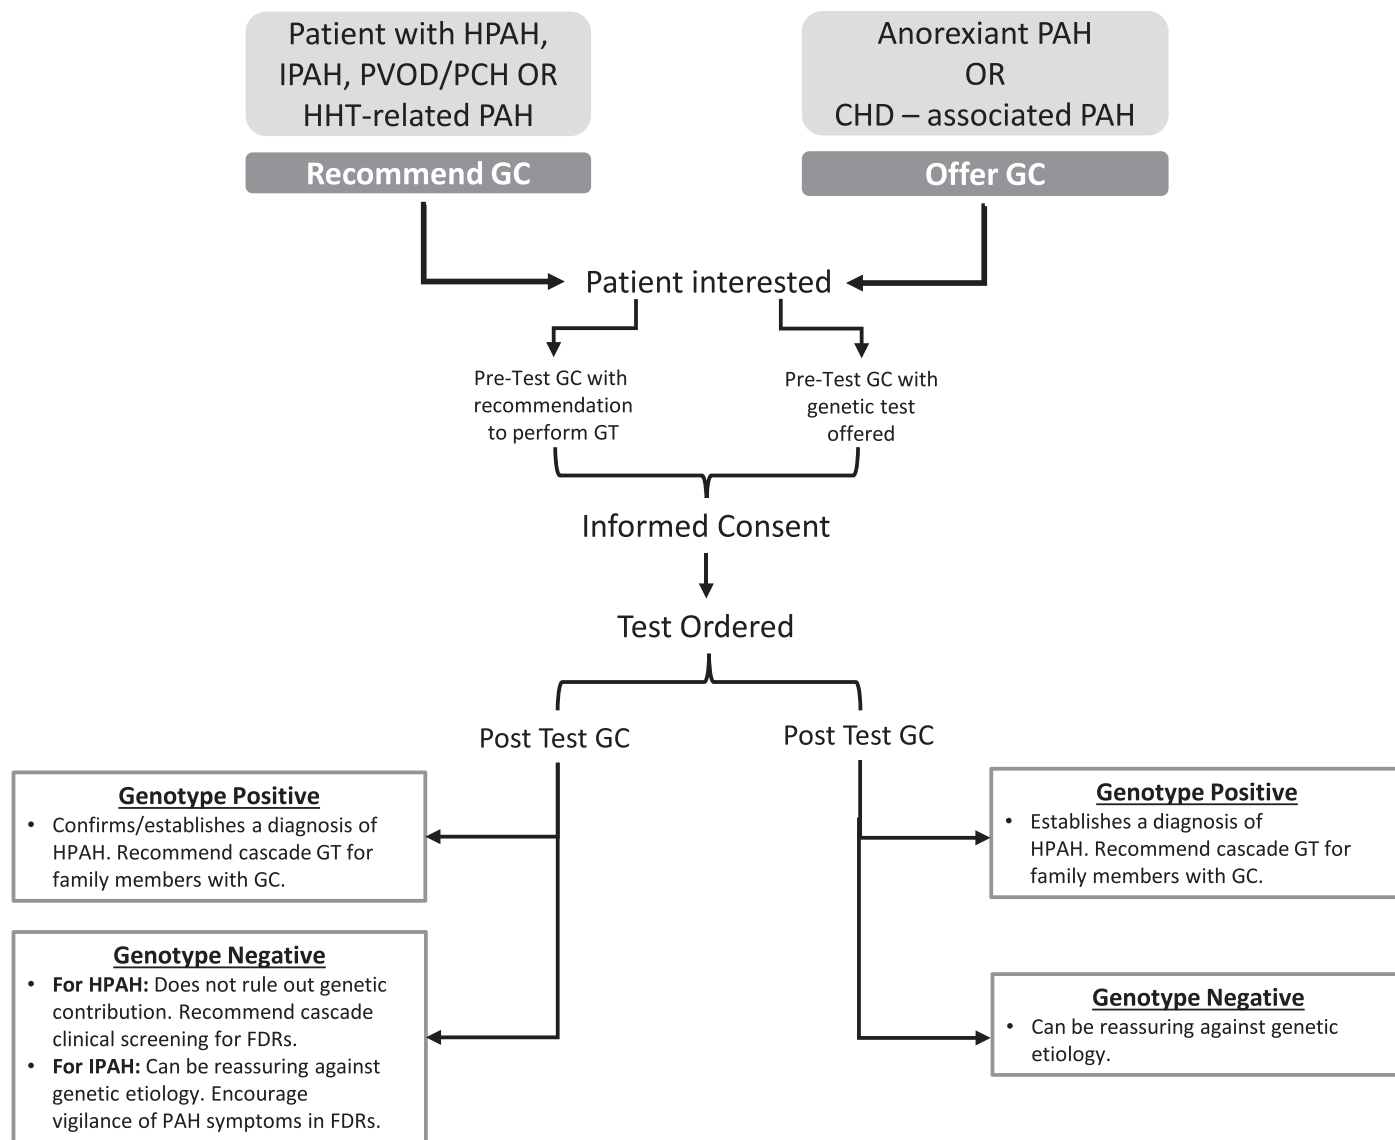 Patient with HPAH,
IPAH, PVOD/PCH OR
HHT-related PAH
Recommend GC
Anorexiant PAH
OR
CHD – associated PAH
Offer GC
Patient interested
Pre-Test GC with
recommendation
to perform GT
Pre-Test GC with
genetic test
offered
Informed Consent
Test Ordered
Post Test GC
Post Test GC
Genotype Positive
• Confirms/establishes a diagnosis of
HPAH. Recommend cascade GT for
family members with GC.
Genotype Negative
• For HPAH: Does not rule out genetic
contribution. Recommend cascade
clinical screening for FDRs.
• For IPAH: Can be reassuring against
genetic etiology. Encourage
vigilance of PAH symptoms in FDRs.
Genotype Positive
• Establishes a diagnosis of
HPAH. Recommend cascade GT for
family members with GC.
Genotype Negative
• Can be reassuring against genetic
etiology.